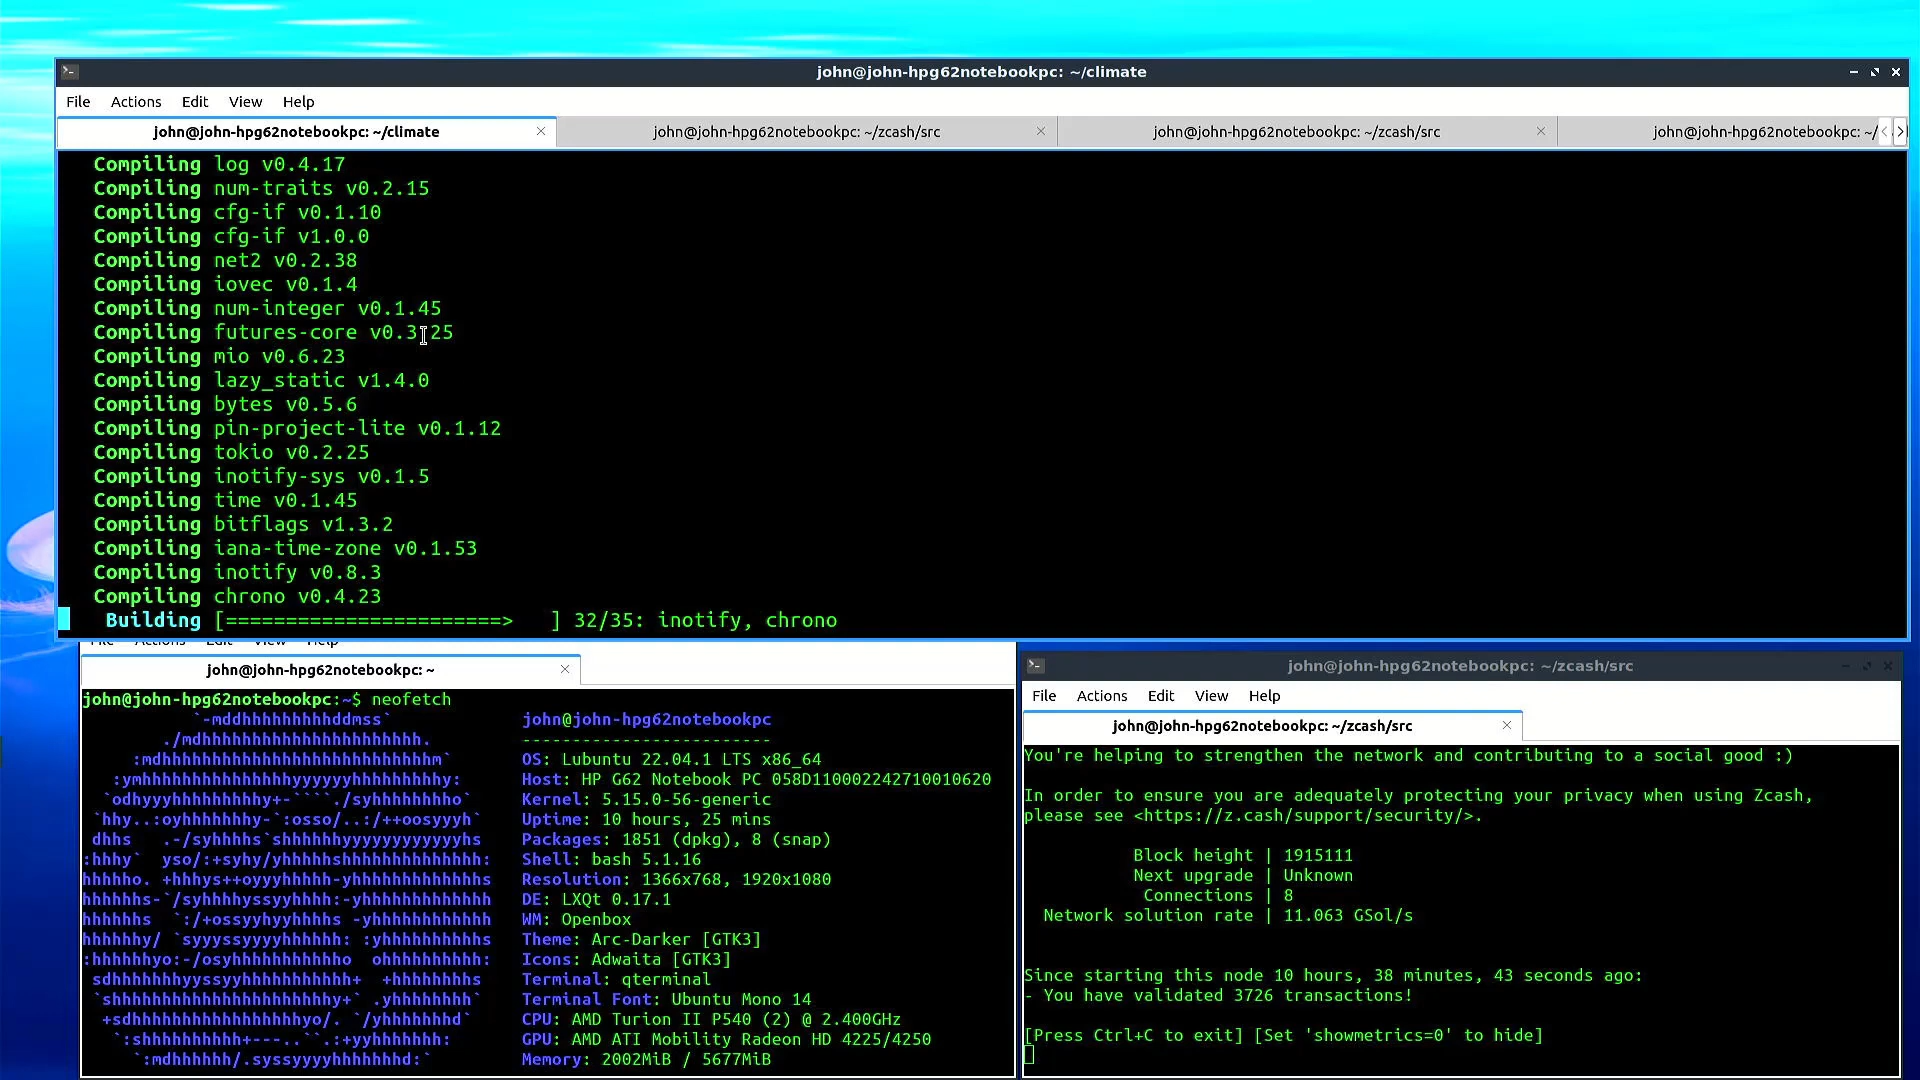 john@john-hpg62notebookpc: ~/climate
File Actions Edit View Help
john@john-hpg62notebookpc: ~/climate john@john-hpg62notebookpc: ~/zcash/src john@john-hpg62notebookpc: ~/zcash/src john@john-hpg62notebookpc: ~/
Compiling log v0.4.17
Compiling num-traits v0.2.15
Compiling cfg-if v0.1.10
Compiling cfg-if v1.0.0
Compiling net2 v0.2.38
Compiling iovec v0.1.4
Compiling num-integer v0.1.45
Compiling futures-core v0.3.25
Compiling mio v0.6.23
Compiling lazy_static v1.4.0
Compiling bytes v0.5.6
Compiling pin-project-lite v0.1.12
Compiling tokio v0.2.25
Compiling inotify-sys v0.1.5
Compiling time v0.1.45
Compiling bitflags v1.3.2
Compiling iana-time-zone v0.1.53
Compiling inotify v0.8.3
Compiling chrono v0.4.23
Building [=======================>   ] 32/35: inotify, chrono
File Actions Edit View Help
john@john-hpg62notebookpc: ~
john@john-hpg62notebookpc:~$ neofetch
john@john-hpg62notebookpc
-------------------------
OS: Lubuntu 22.04.1 LTS x86_64
Host: HP G62 Notebook PC 058D110002242710010620
Kernel: 5.15.0-56-generic
Uptime: 10 hours, 25 mins
Packages: 1851 (dpkg), 8 (snap)
Shell: bash 5.1.16
Resolution: 1366x768, 1920x1080
DE: LXQt 0.17.1
WM: Openbox
Theme: Arc-Darker [GTK3]
Icons: Adwaita [GTK3]
Terminal: qterminal
Terminal Font: Ubuntu Mono 14
CPU: AMD Turion II P540 (2) @ 2.400GHz
GPU: AMD ATI Mobility Radeon HD 4225/4250
Memory: 2002MiB / 5677MiB
john@john-hpg62notebookpc: ~/zcash/src
File Actions Edit View Help
john@john-hpg62notebookpc: ~/zcash/src
You're helping to strengthen the network and contributing to a social good :)
In order to ensure you are adequately protecting your privacy when using Zcash,
please see <https://z.cash/support/security/>.
Block height | 1915111
Next upgrade | Unknown
Connections | 8
Network solution rate | 11.063 GSol/s
Since starting this node 10 hours, 38 minutes, 43 seconds ago:
- You have validated 3726 transactions!
[Press Ctrl+C to exit] [Set 'showmetrics=0' to hide]